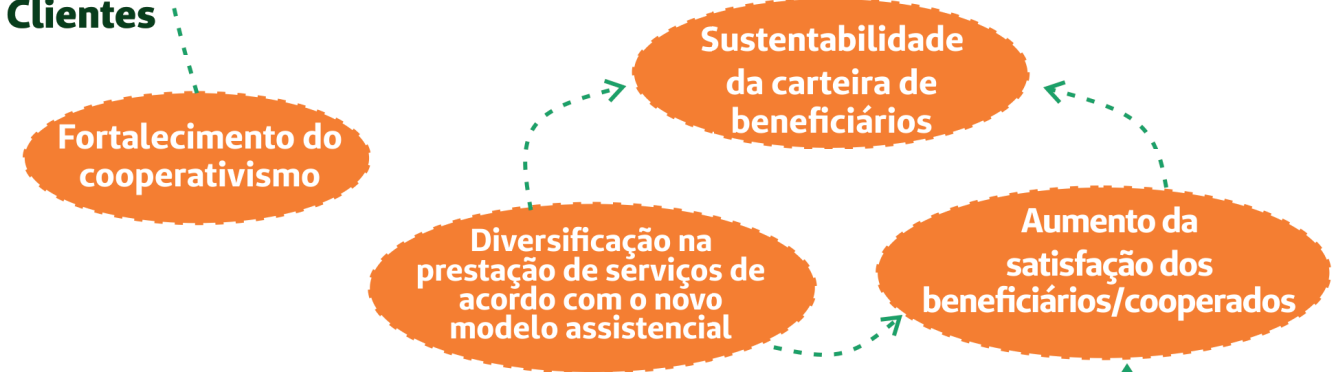 Clientes
Fortalecimento do
cooperativismo
Sustentabilidade
da carteira de
beneficiários
Diversificação na
prestação de serviços de
acordo com o novo
modelo assistencial
Aumento da
satisfação dos
beneficiários/cooperados